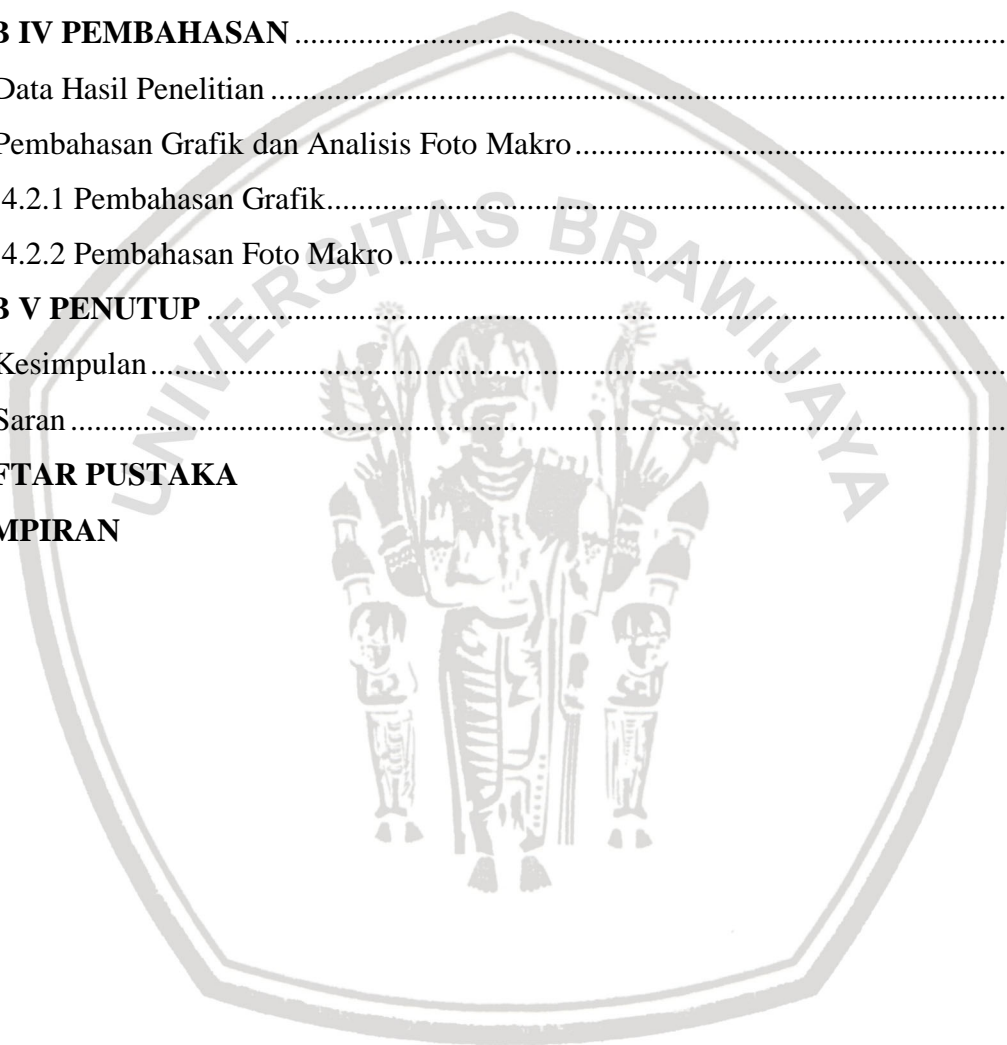 B IV PEMBAHASAN
Data Hasil Penelitian
Pembahasan Grafik dan Analisis Foto Makro
4.2.1 Pembahasan Grafik
4.2.2 Pembahasan Foto Makro
B V PENUTUP
Kesimpulan
Saran
FTAR PUSTAKA
MPIRAN
UNIVERSITAS BRAWIJAYA